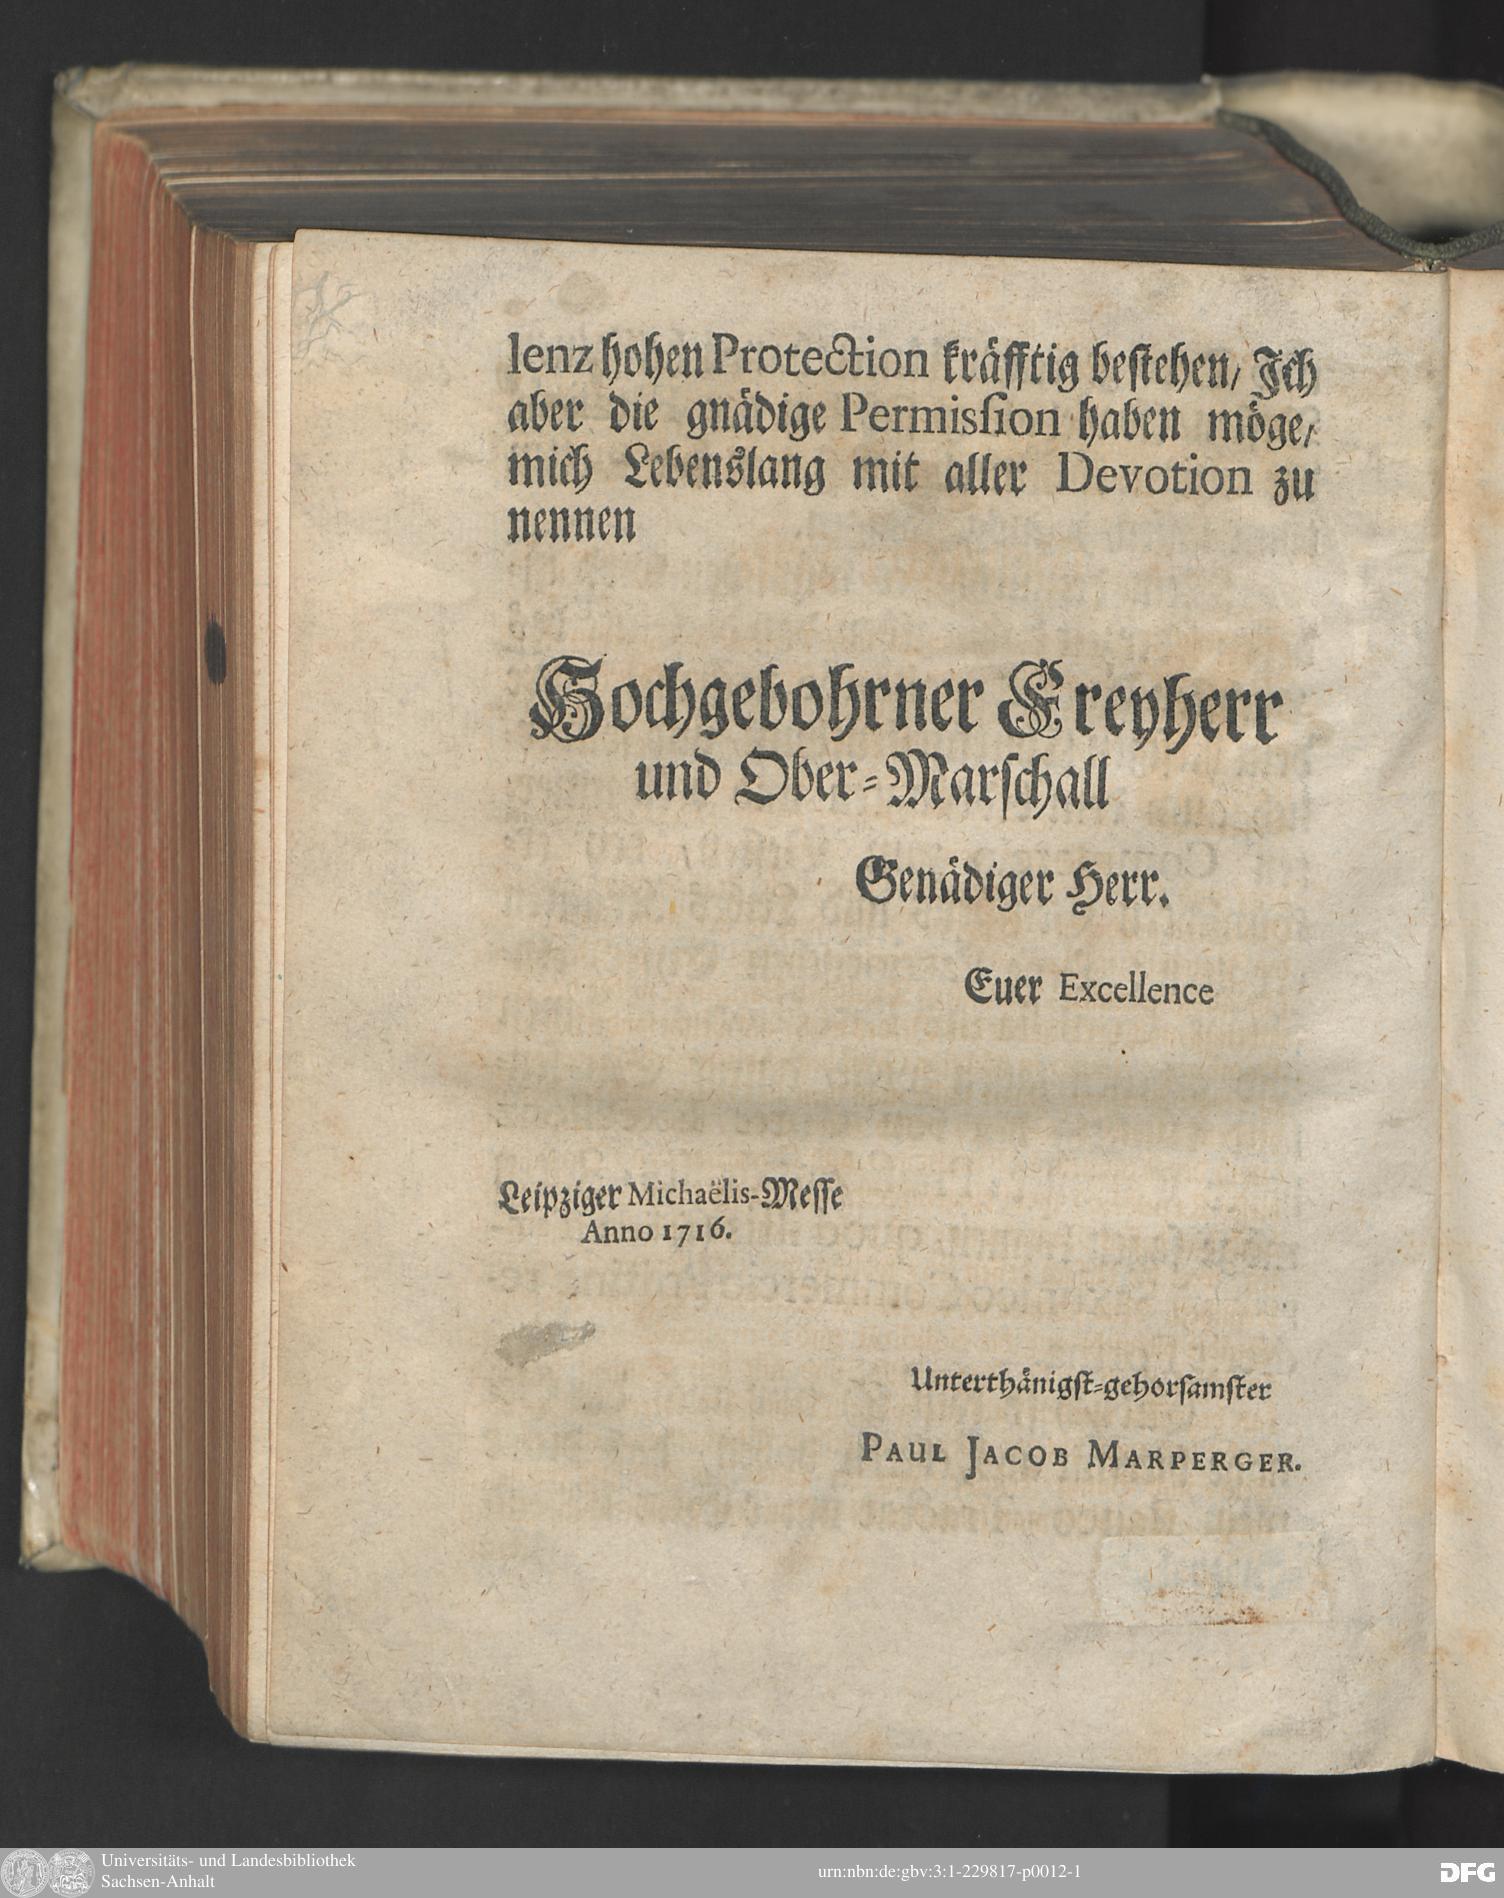 lenz hohen Protection kräfftig bestehen/ Ich
aber die gnädige Permission haben möge/
mich Lebenslang mit aller Devotion zu
nennen
Hochgebohrner Freyherr
und Ober-Marschall
Genädiger Herr.
Euer Excellence
Leipziger Michaëlis-Messe
Anno 1716.
Unterthänigst-gehorsamster
PAUL JACOB MARPERGER.
Universitäts- und Landesbibliothek
Sachsen-Anhalt
urn:nbn:de:gbv:3:1-229817-p0012-1
DFG